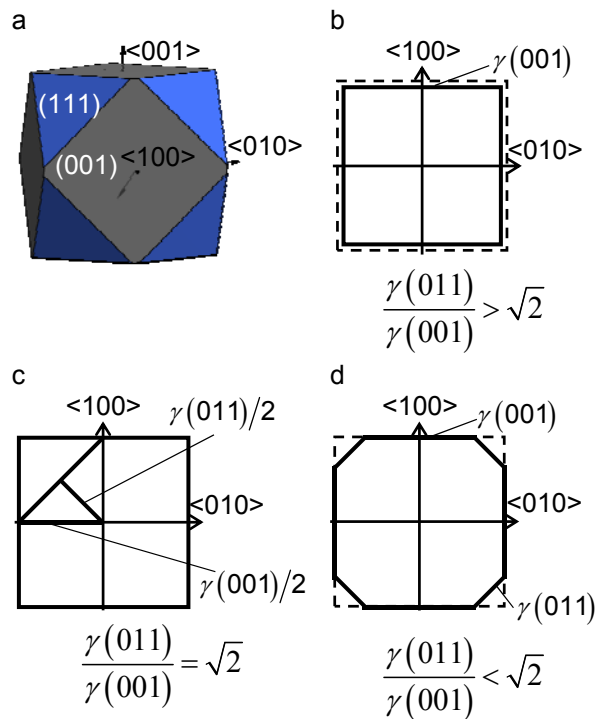 a
<001>
(111)
(001)
<100>
<010>
b
<100>
γ(001)
<010>
γ(011)/γ(001) > √2
c
<100>
γ(011)/2
<010>
γ(001)/2
γ(011)/γ(001) = √2
d
<100>
γ(001)
<010>
γ(011)
γ(011)/γ(001) < √2